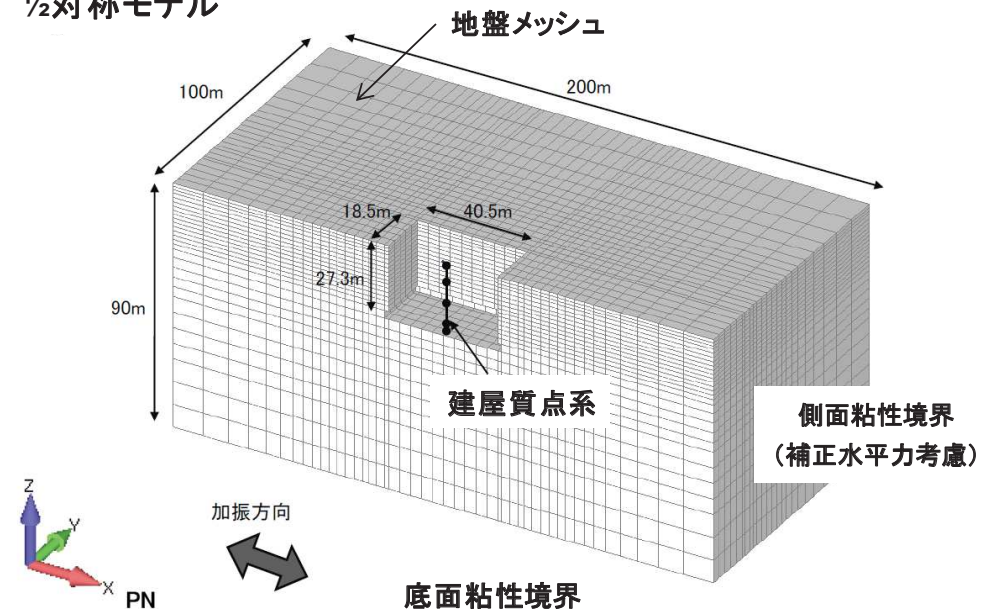 ½対称モデル
地盤メッシュ
100m
200m
18.5m
40.5m
27.3m
90m
建屋質点系
側面粘性境界
（補正水平力考慮）
Z
Y
X
PN
加振方向
底面粘性境界